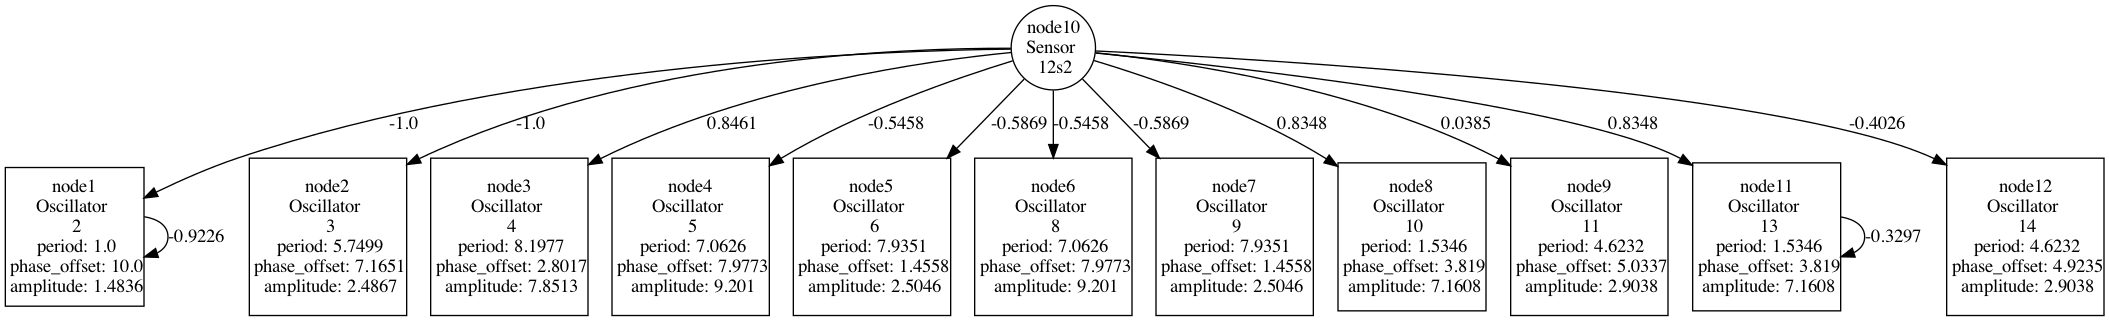 node10
Sensor
12s2
-1.0
-1.0
0.8461
-0.5458
-0.5869
-0.5458
-0.5869
0.8348
0.0385
0.8348
-0.4026
node1
Oscillator
2
period: 1.0
phase_offset: 10.0
amplitude: 1.4836
-0.9226
node2
Oscillator
3
period: 5.7499
phase_offset: 7.1651
amplitude: 2.4867
node3
Oscillator
4
period: 8.1977
phase_offset: 2.8017
amplitude: 7.8513
node4
Oscillator
5
period: 7.0626
phase_offset: 7.9773
amplitude: 9.201
node5
Oscillator
6
period: 7.9351
phase_offset: 1.4558
amplitude: 2.5046
node6
Oscillator
8
period: 7.0626
phase_offset: 7.9773
amplitude: 9.201
node7
Oscillator
9
period: 7.9351
phase_offset: 1.4558
amplitude: 2.5046
node8
Oscillator
10
period: 1.5346
phase_offset: 3.819
amplitude: 7.1608
node9
Oscillator
11
period: 4.6232
phase_offset: 5.0337
amplitude: 2.9038
node11
Oscillator
13
period: 1.5346
phase_offset: 3.819
amplitude: 7.1608
-0.3297
node12
Oscillator
14
period: 4.6232
phase_offset: 4.9235
amplitude: 2.9038